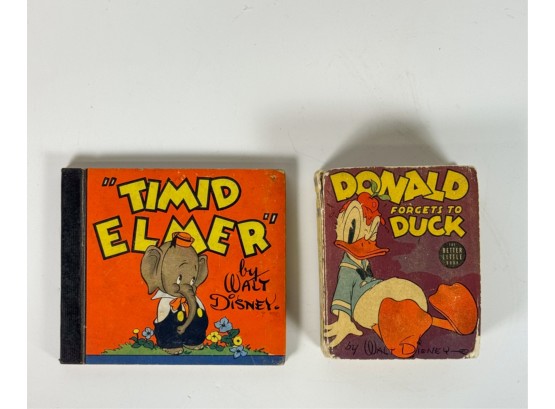 "TIMID
ELMER"
by
WALT
DISNEY.
DONALD
FORGETS TO
DUCK
THE
BETTER
LITTLE
BOOK
by WALT DISNEY